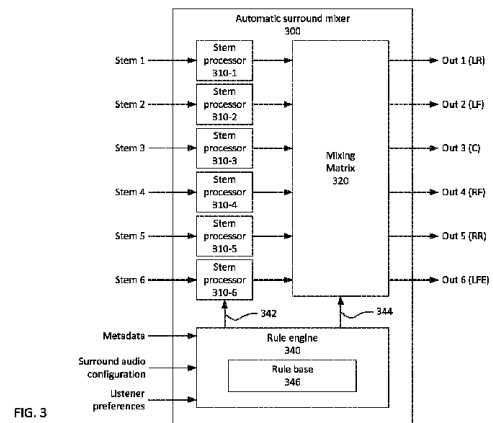 Automatic surround mixer
300
Stem 1
Stem
processor
310-1
Out 1 (LR)
Stem 2
Stem
processor
310-2
Out 2 (LF)
Stem 3
Stem
processor
310-3
Out 3 (C)
Mixing
Matrix
320
Stem 4
Stem
processor
310-4
Out 4 (RF)
Stem 5
Stem
processor
310-5
Out 5 (RR)
Stem 6
Stem
processor
310-6
Out 6 (LFE)
342
344
Metadata
Rule engine
340
Surround audio
configuration
Rule base
346
Listener
preferences
FIG. 3